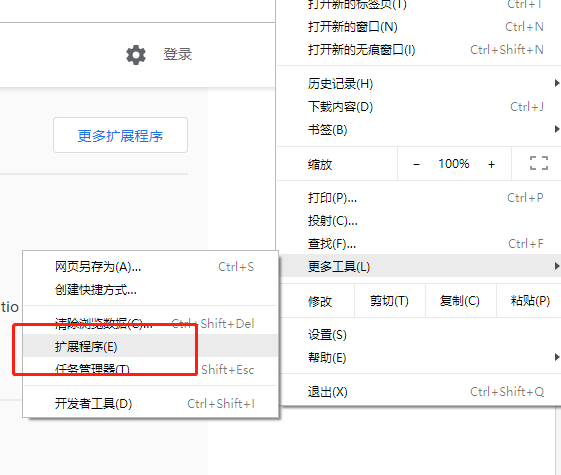 打开新的标签页(T) Ctrl+T
打开新的窗口(N) Ctrl+N
打开新的无痕窗口(I) Ctrl+Shift+N
历史记录(H)
下载内容(D) Ctrl+J
书签(B)
缩放 − 100% +
打印(P)... Ctrl+P
投射(C)...
查找(F)... Ctrl+F
更多工具(L)
修改 剪切(T) 复制(C) 粘贴(P)
设置(S)
帮助(E)
退出(X) Ctrl+Shift+Q
登录
更多扩展程序
tio
网页另存为(A)... Ctrl+S
创建快捷方式...
清除浏览数据(C)... Ctrl+Shift+Del
扩展程序(E)
任务管理器(T) Shift+Esc
开发者工具(D) Ctrl+Shift+I